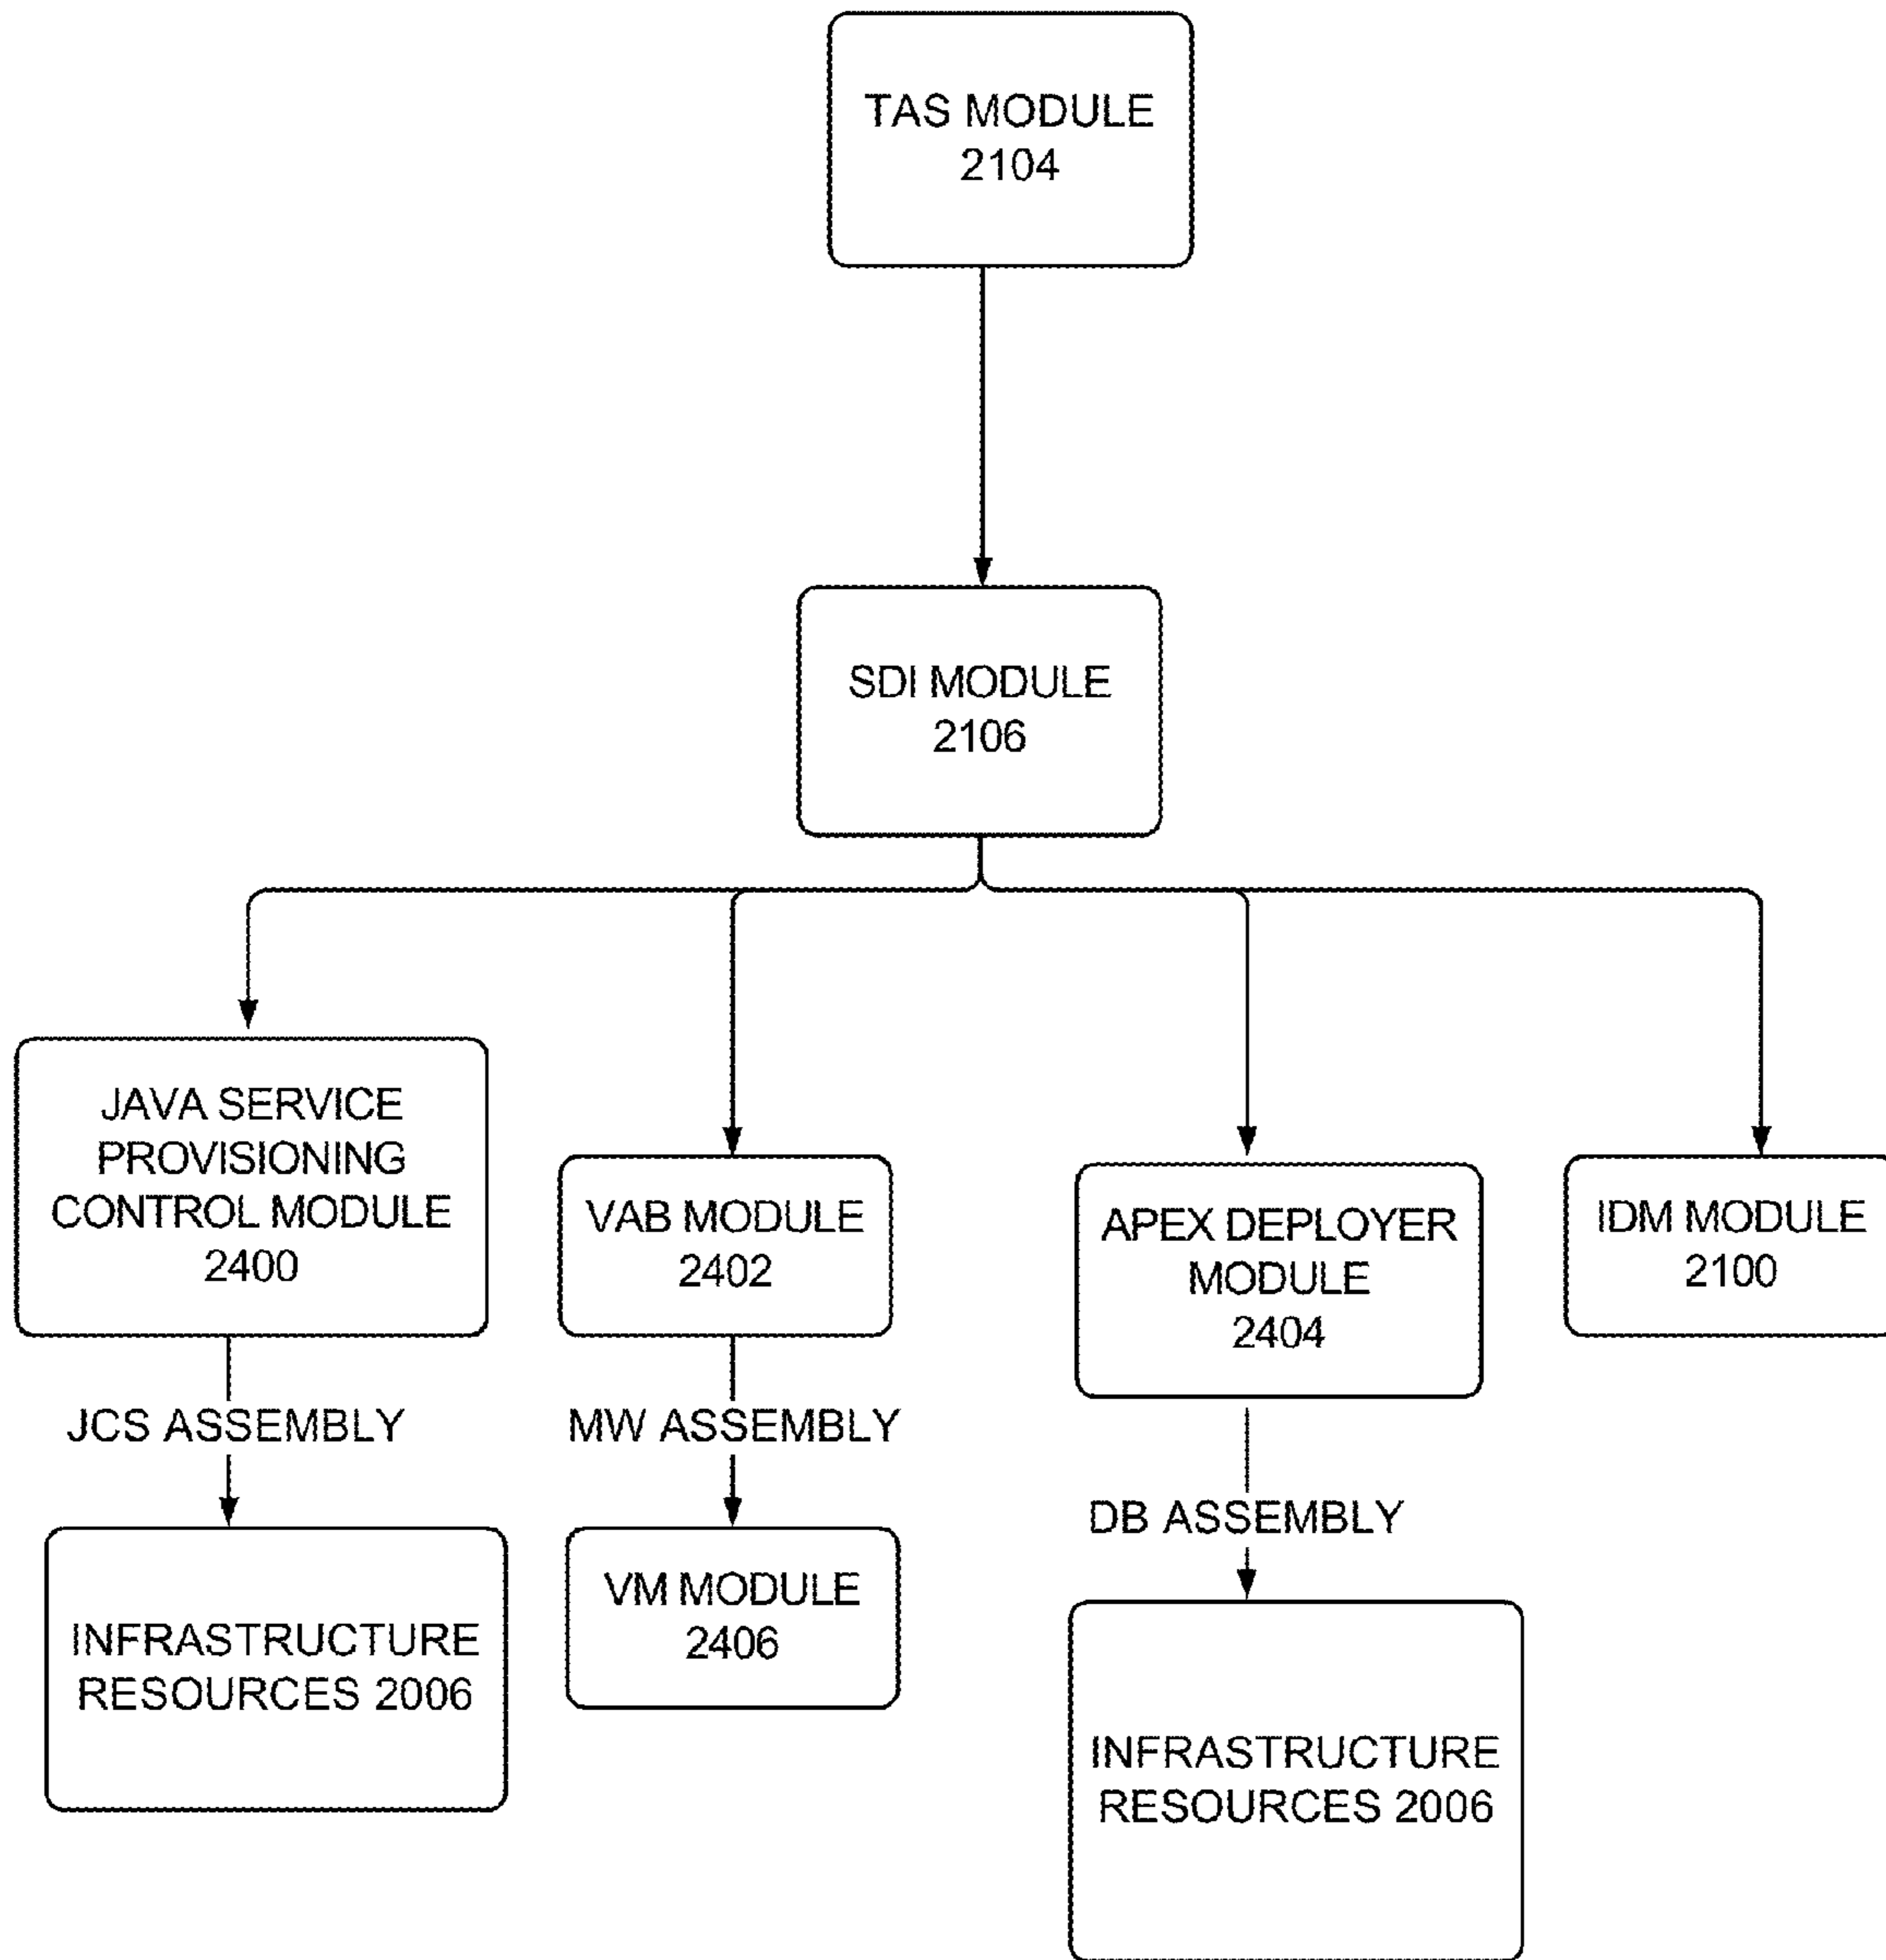 TAS MODULE
2104
SDI MODULE
2106
JAVA SERVICE
PROVISIONING
CONTROL MODULE
2400
VAB MODULE
2402
APEX DEPLOYER
MODULE
2404
IDM MODULE
2100
JCS ASSEMBLY
MW ASSEMBLY
DB ASSEMBLY
INFRASTRUCTURE
RESOURCES 2006
VM MODULE
2406
INFRASTRUCTURE
RESOURCES 2006